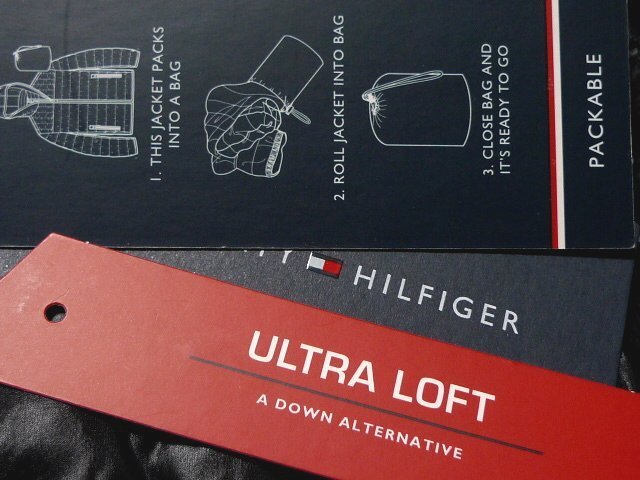 PACKABLE
1. THIS JACKET PACKS
INTO A BAG
2. ROLL JACKET INTO BAG
3. CLOSE BAG AND
IT'S READY TO GO
HILFIGER
ULTRA LOFT
A DOWN ALTERNATIVE